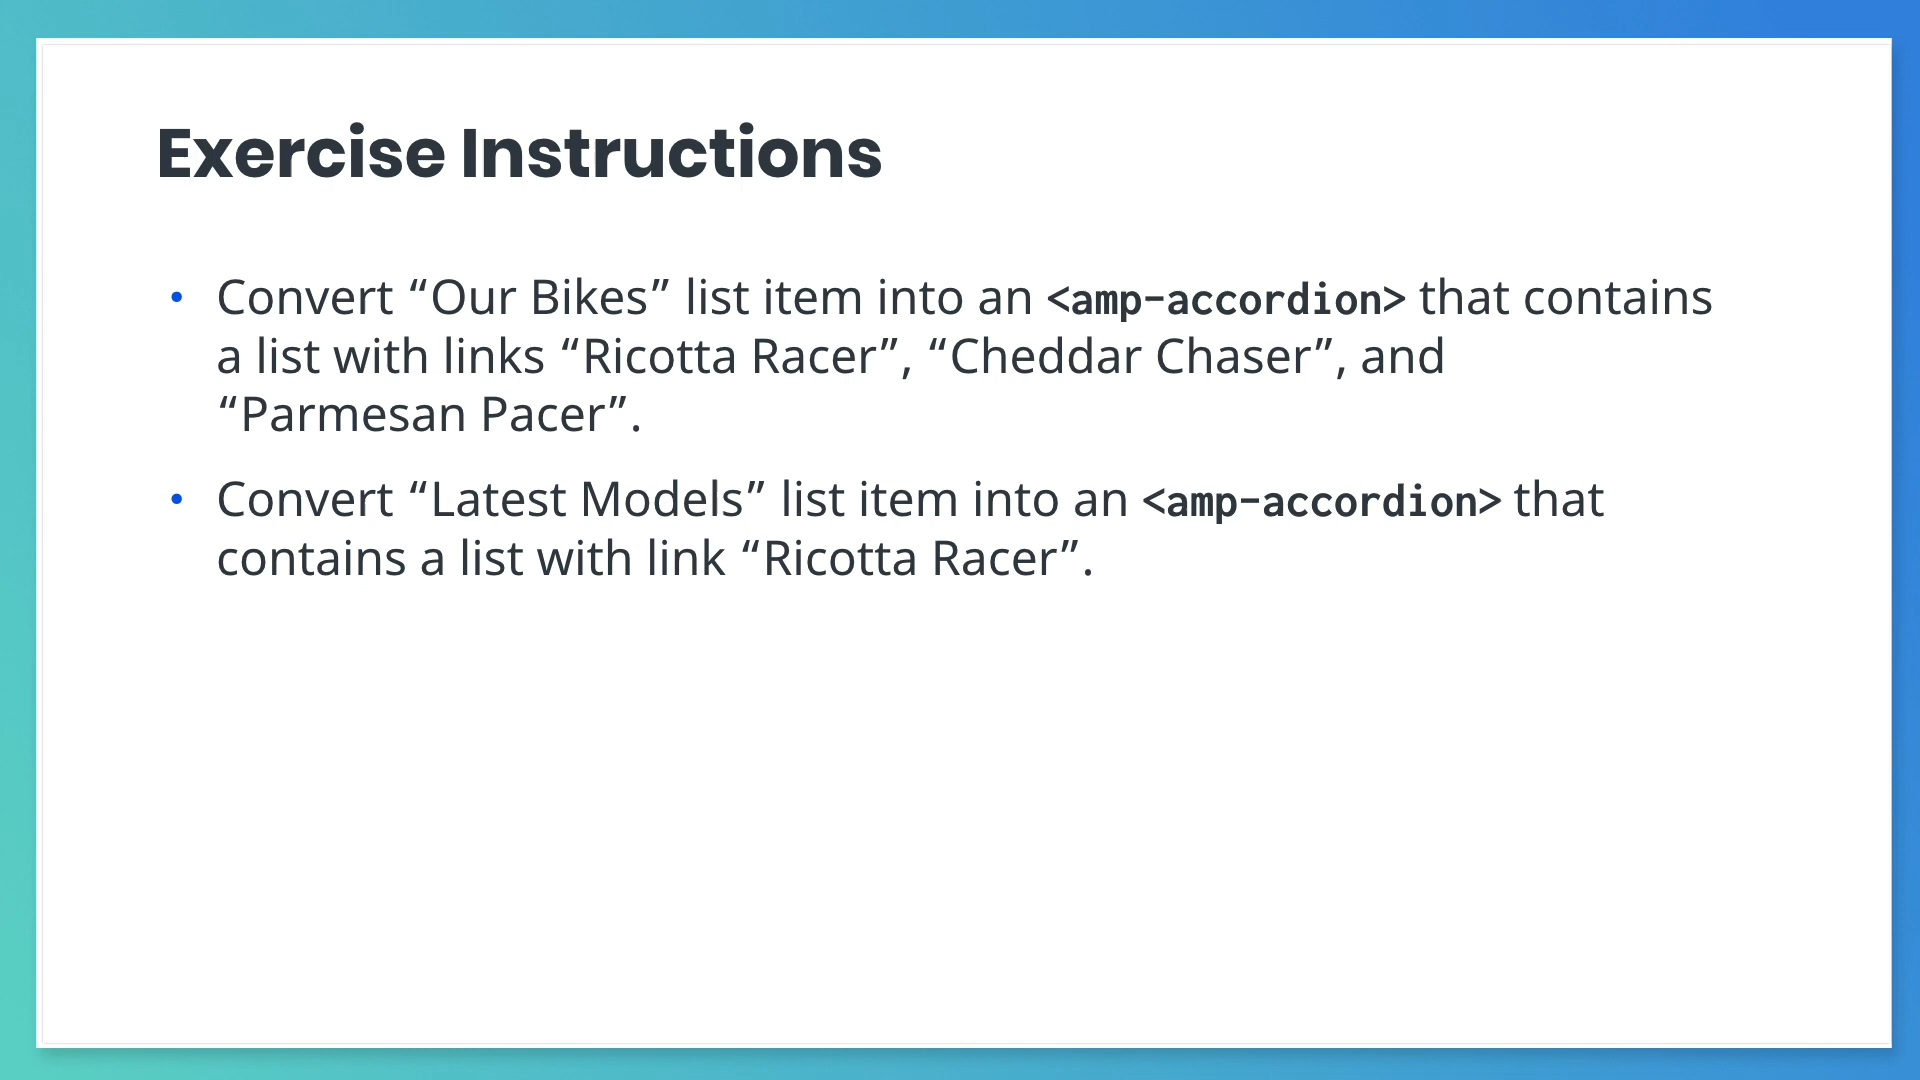 Exercise Instructions
• Convert “Our Bikes” list item into an <amp-accordion> that contains
a list with links “Ricotta Racer”, “Cheddar Chaser”, and
“Parmesan Pacer”.
• Convert “Latest Models” list item into an <amp-accordion> that
contains a list with link “Ricotta Racer”.